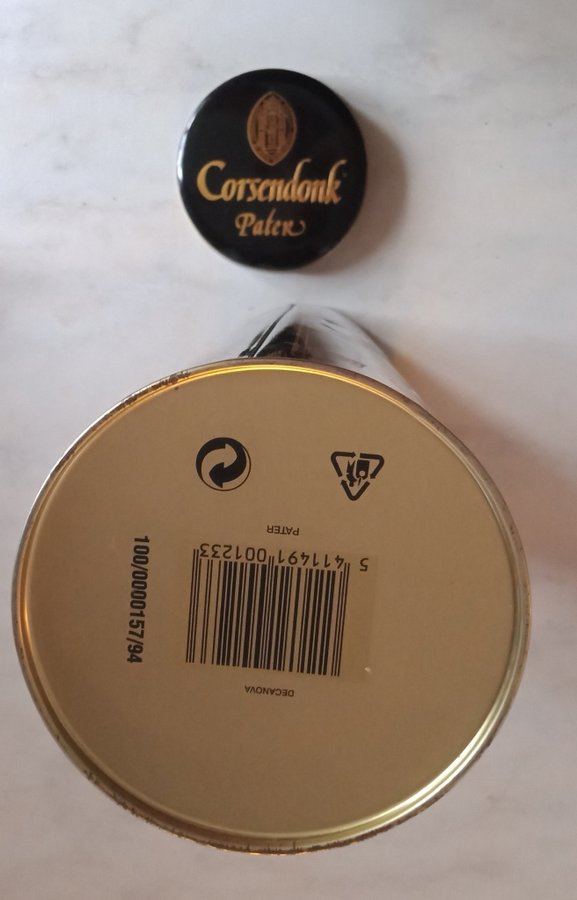 Corsendonk
Pater
PATER
5 411491 001233
100/0000157/94
DECANOVA